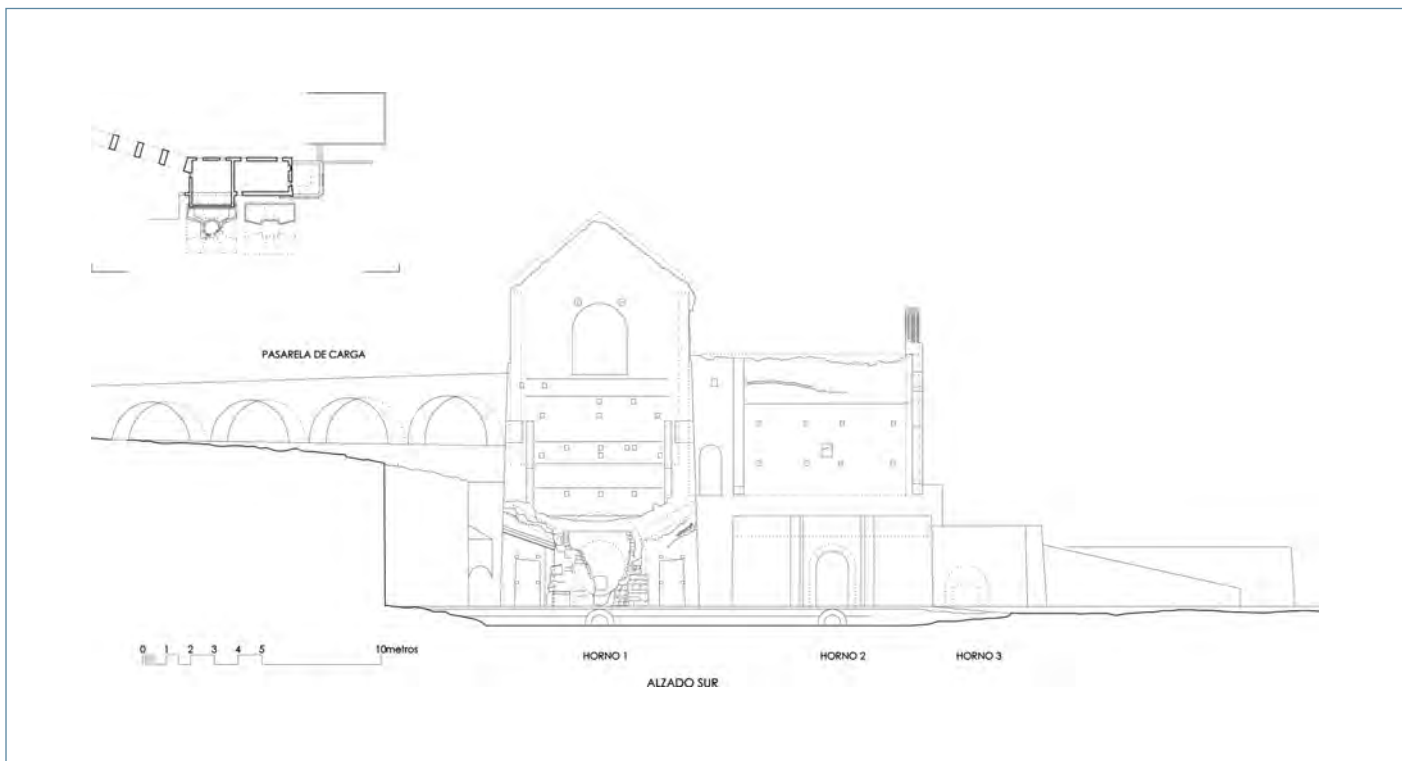 PASARELA DE CARGA
0 1 2 3 4 5 10metros
HORNO 1 HORNO 2 HORNO 3
ALZADO SUR